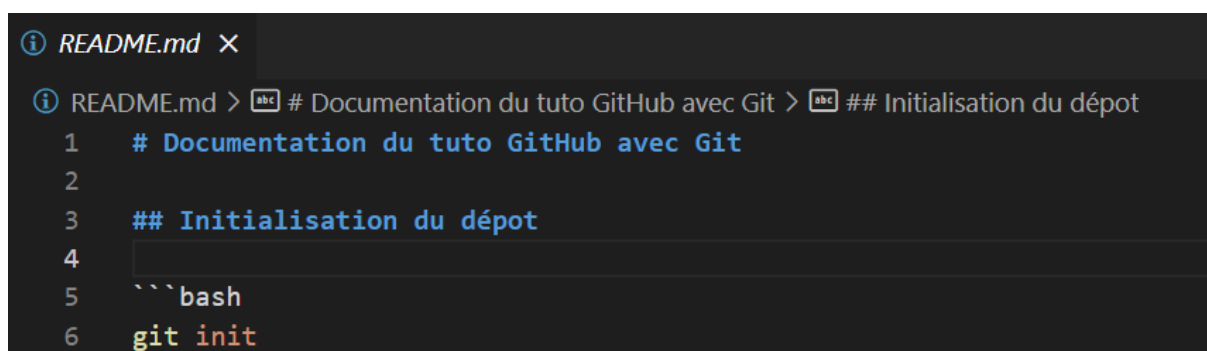 README.md
README.md > # Documentation du tuto GitHub avec Git > ## Initialisation du dépot
1 # Documentation du tuto GitHub avec Git
2
3 ## Initialisation du dépot
4
5 ```bash
6 git init